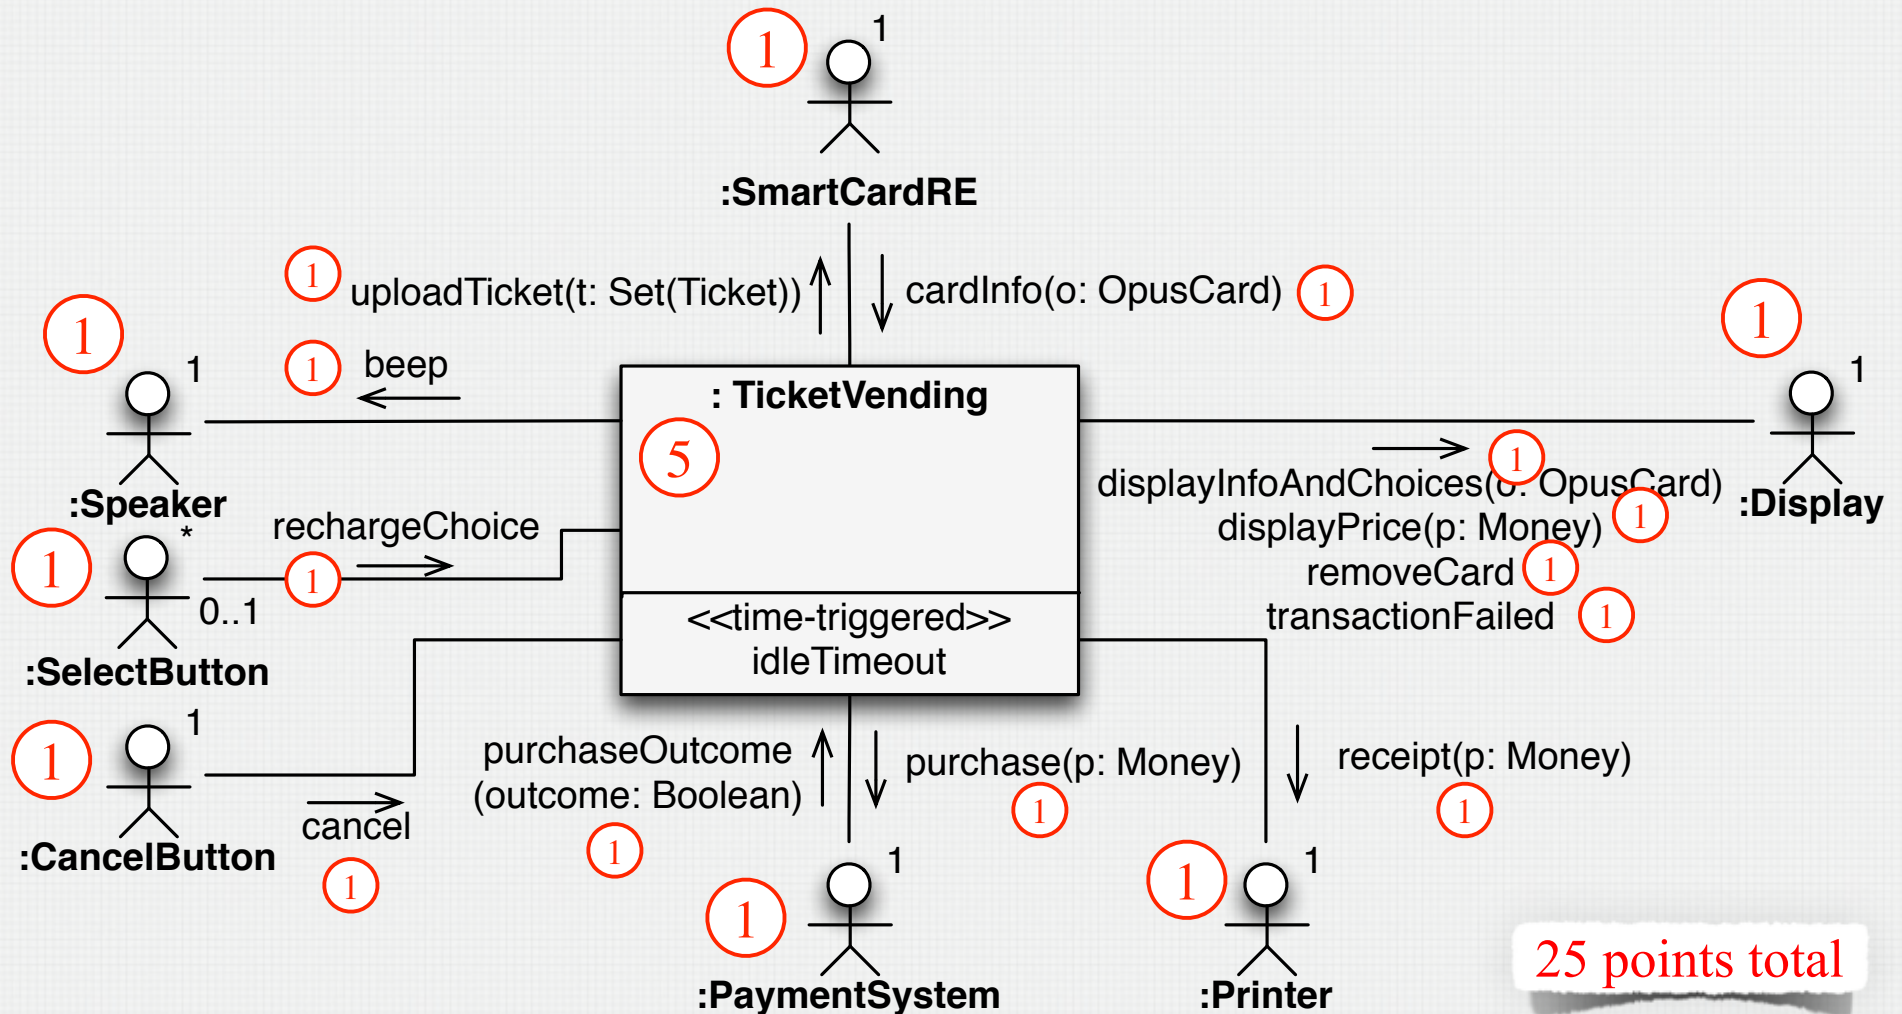 1
1
:SmartCardRE
1
uploadTicket(t: Set(Ticket))
cardInfo(o: OpusCard)
1
1
1
1
beep
1
1
1
: TicketVending
5
:Speaker
displayInfoAndChoices(o: OpusCard)
1
:Display
displayPrice(p: Money)
1
removeCard
1
transactionFailed
1
*
rechargeChoice
1
1
0..1
:SelectButton
<<time-triggered>>
idleTimeout
1
1
:CancelButton
cancel
1
purchaseOutcome
(outcome: Boolean)
1
purchase(p: Money)
1
receipt(p: Money)
1
1
1
:PaymentSystem
1
1
:Printer
25 points total